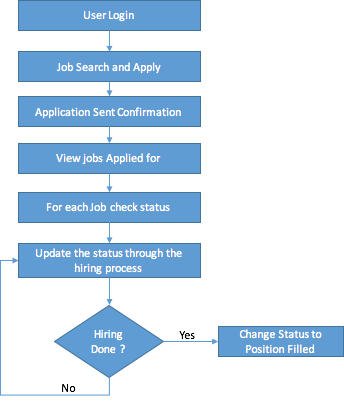 User Login
Job Search and Apply
Application Sent Confirmation
View jobs Applied for
For each Job check status
Update the status through the
hiring process
Hiring
Done ?
Yes
Change Status to
Position Filled
No